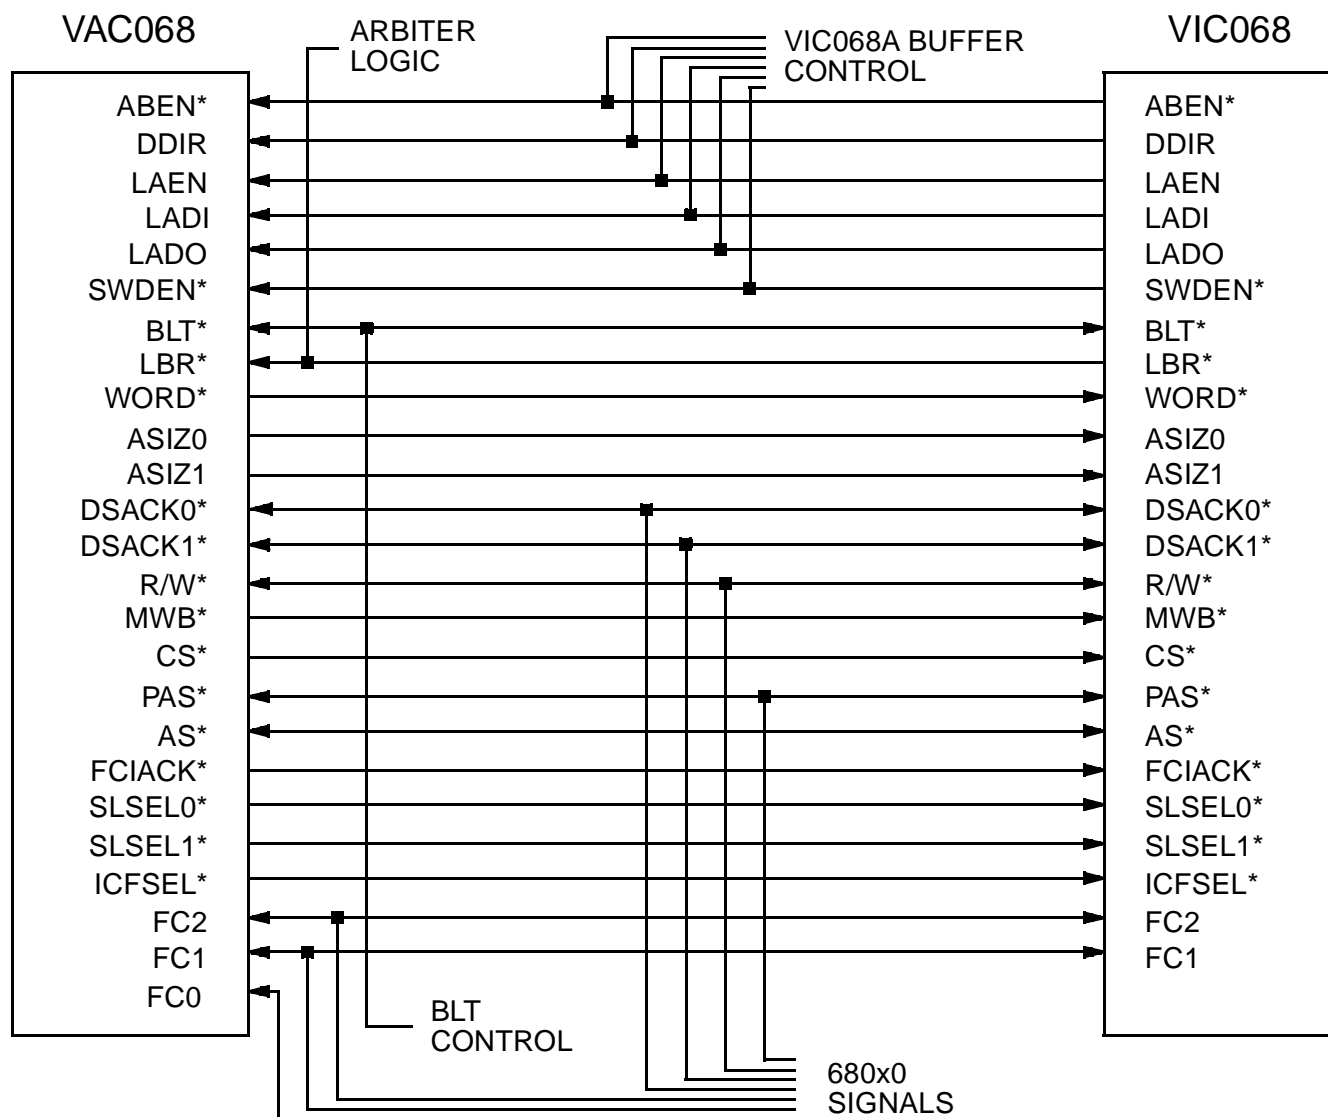 VAC068
ARBITER
LOGIC
VIC068A BUFFER
CONTROL
VIC068
ABEN*
DDIR
LAEN
LADI
LADO
SWDEN*
BLT*
LBR*
WORD*
ASIZ0
ASIZ1
DSACK0*
DSACK1*
R/W*
MWB*
CS*
PAS*
AS*
FCIACK*
SLSEL0*
SLSEL1*
ICFSEL*
FC2
FC1
FC0
ABEN*
DDIR
LAEN
LADI
LADO
SWDEN*
BLT*
LBR*
WORD*
ASIZ0
ASIZ1
DSACK0*
DSACK1*
R/W*
MWB*
CS*
PAS*
AS*
FCIACK*
SLSEL0*
SLSEL1*
ICFSEL*
FC2
FC1
BLT
CONTROL
680x0
SIGNALS